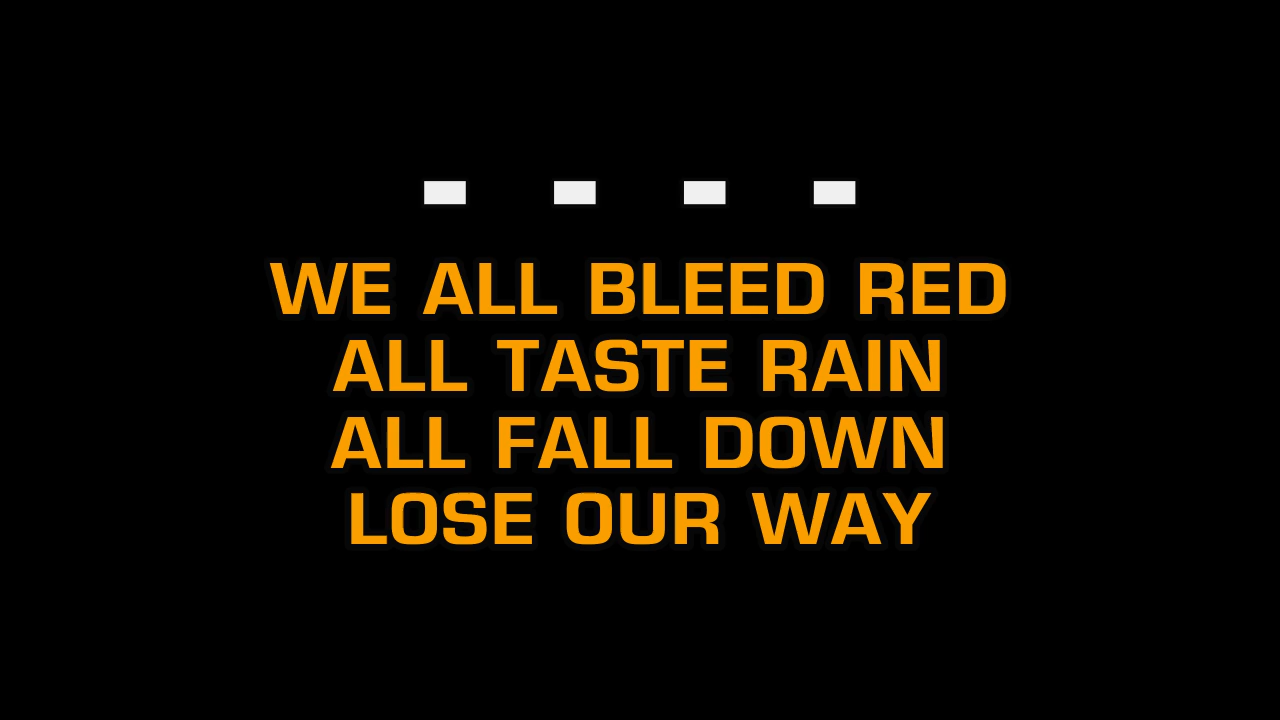 WE ALL BLEED RED
ALL TASTE RAIN
ALL FALL DOWN
LOSE OUR WAY